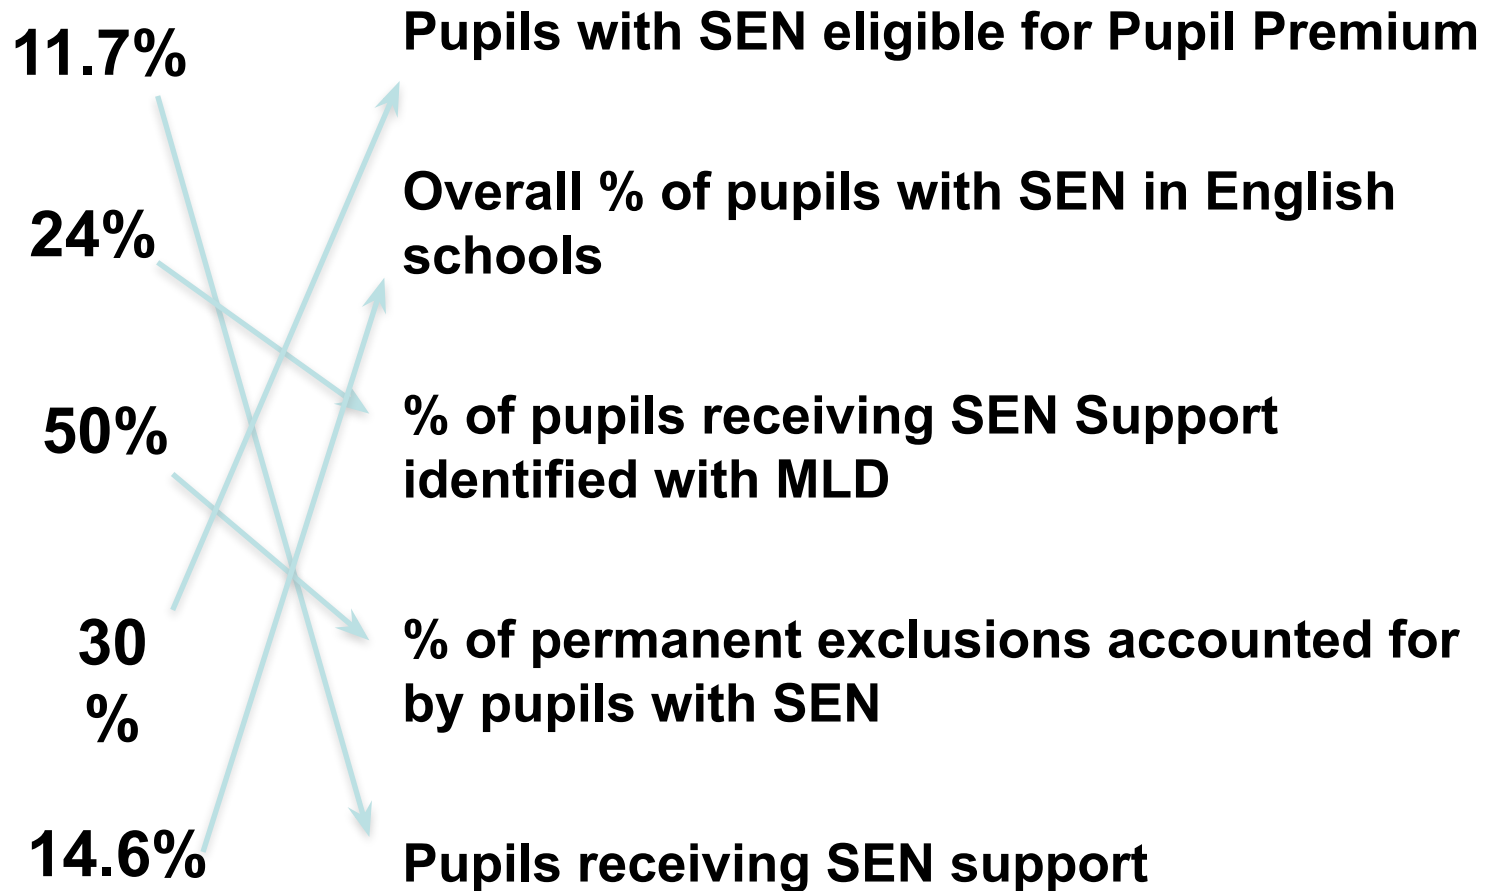 11.7%
Pupils with SEN eligible for Pupil Premium
24%
Overall % of pupils with SEN in English
schools
50%
% of pupils receiving SEN Support
identified with MLD
30
%
% of permanent exclusions accounted for
by pupils with SEN
14.6%
Pupils receiving SEN support